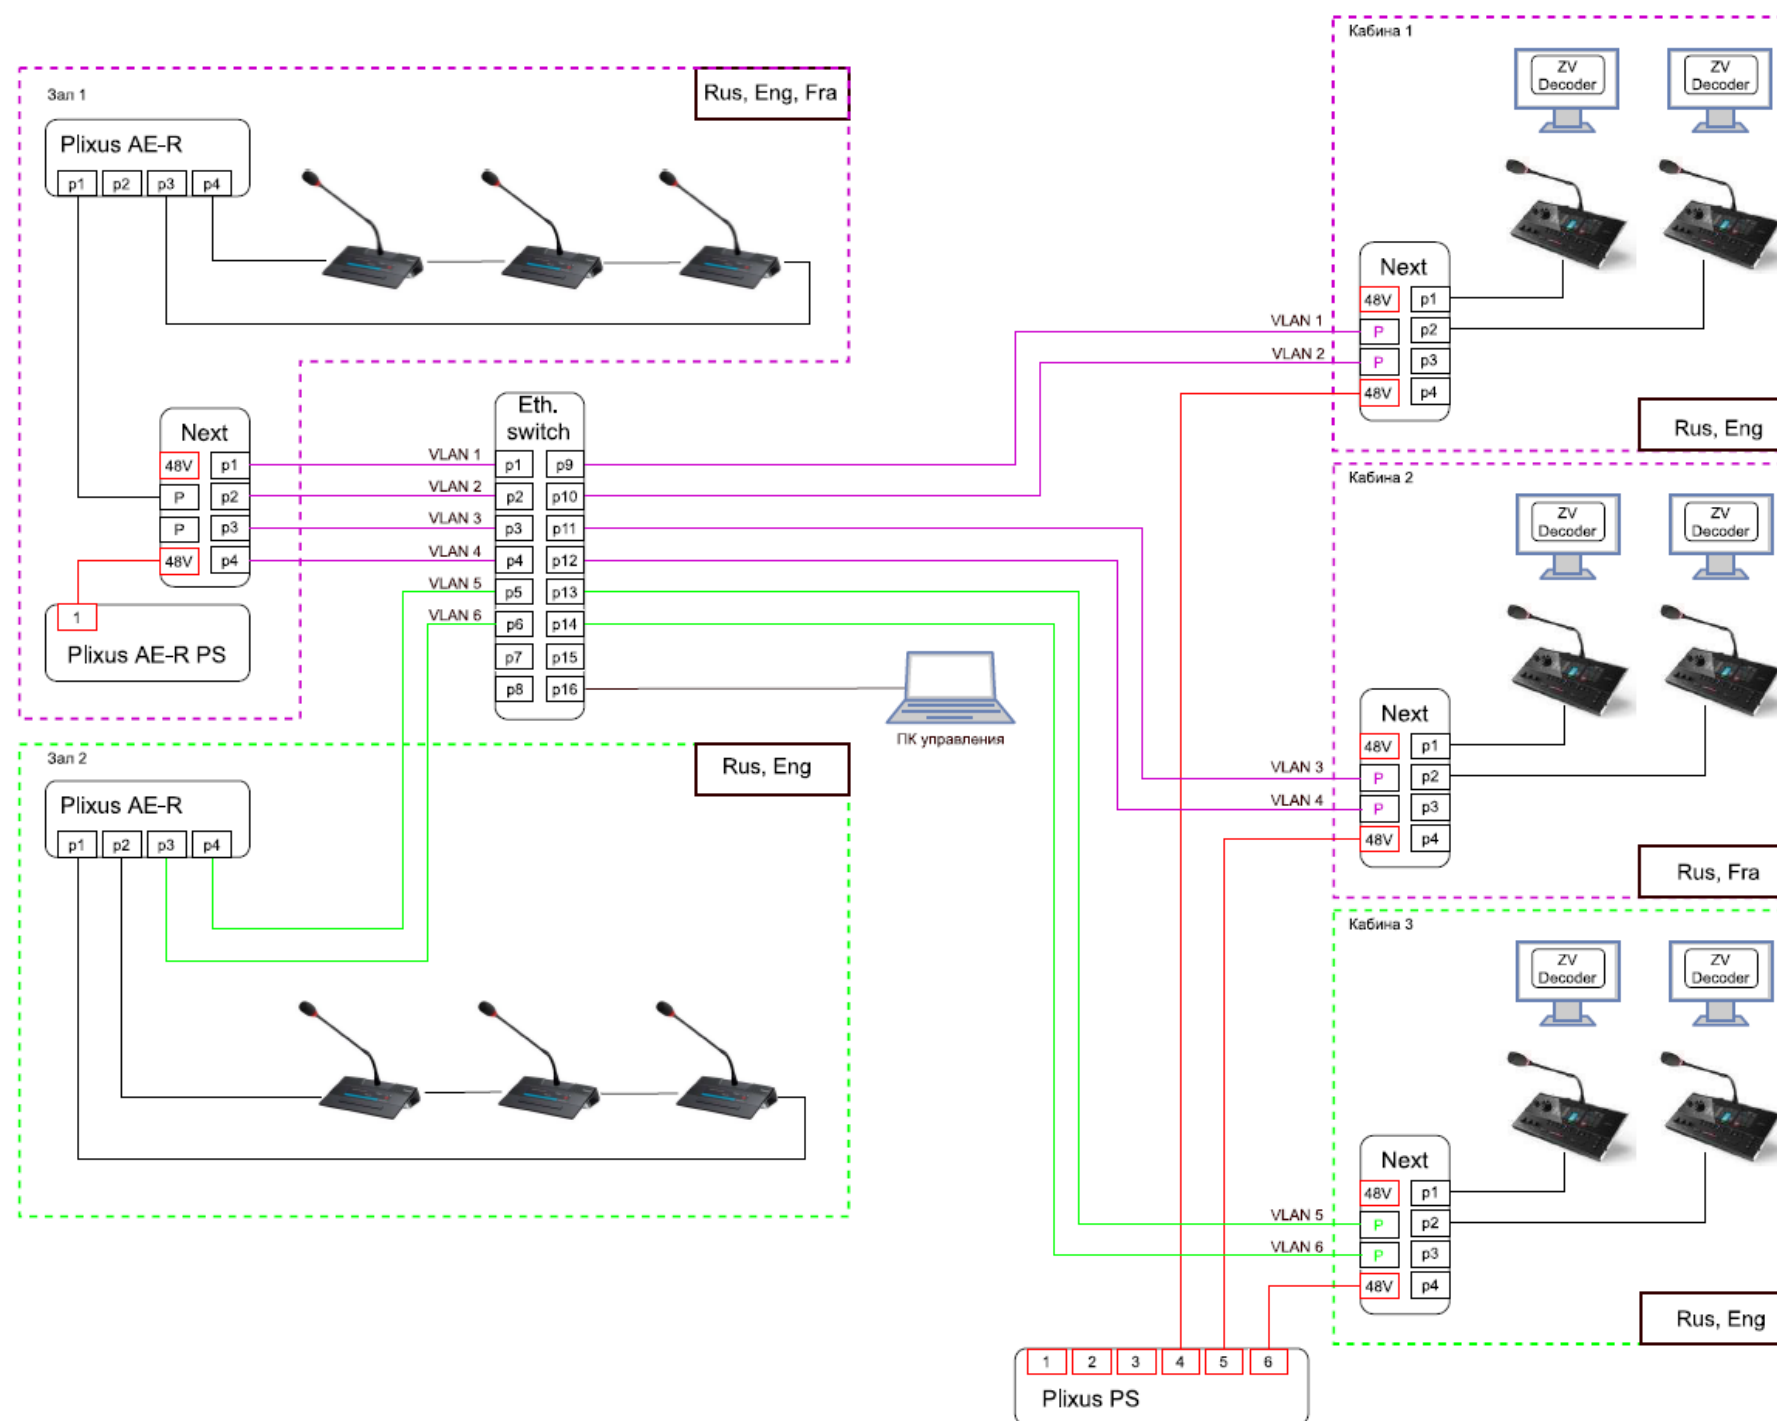 Зал 1
Rus, Eng, Fra
Plixus AE-R
p1 p2 p3 p4
Next
48V p1
P p2
P p3
48V p4
1
Plixus AE-R PS
VLAN 1
VLAN 2
VLAN 3
VLAN 4
VLAN 5
VLAN 6
Eth.
switch
p1 p9
p2 p10
p3 p11
p4 p12
p5 p13
p6 p14
p7 p15
p8 p16
ПК управления
Зал 2
Rus, Eng
Plixus AE-R
p1 p2 p3 p4
Кабина 1
ZV
Decoder
ZV
Decoder
Next
48V p1
VLAN 1
P p2
VLAN 2
P p3
48V p4
Rus, Eng
Кабина 2
ZV
Decoder
ZV
Decoder
Next
48V p1
VLAN 3
P p2
VLAN 4
P p3
48V p4
Rus, Fra
Кабина 3
ZV
Decoder
ZV
Decoder
Next
48V p1
VLAN 5
P p2
VLAN 6
P p3
48V p4
Rus, Eng
1 2 3 4 5 6
Plixus PS